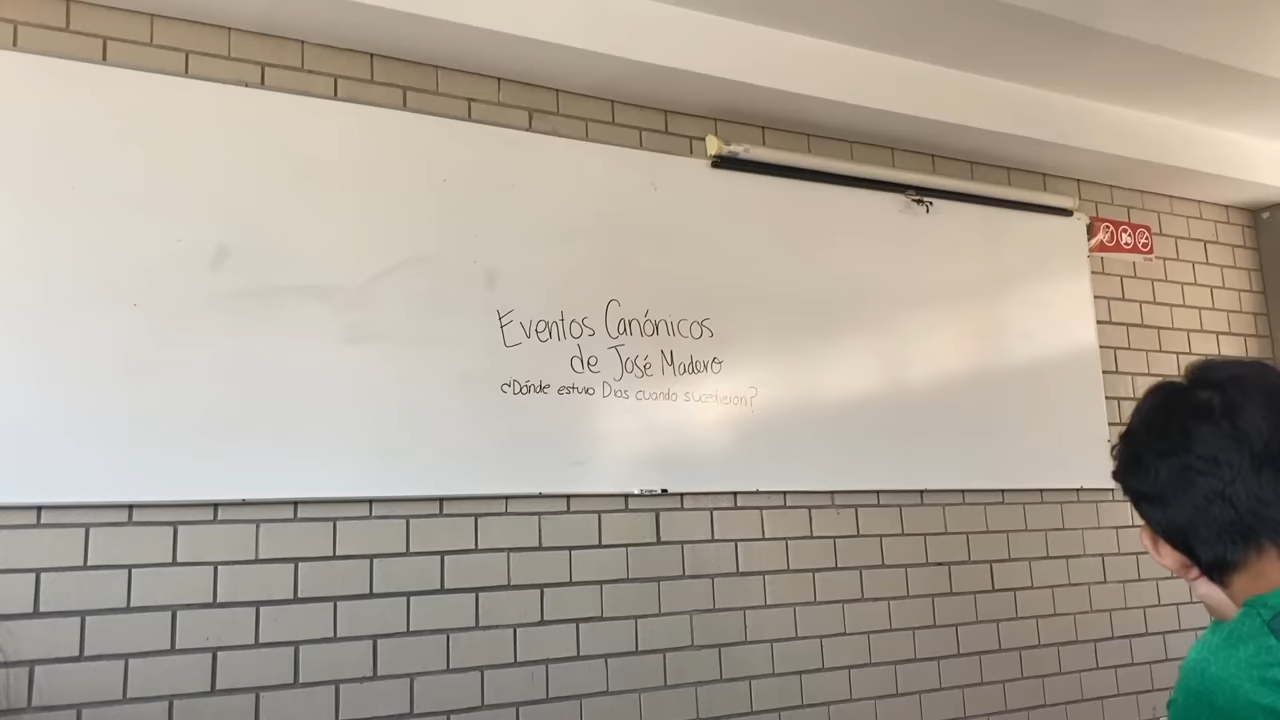 Eventos Canónicos
de José Madero
¿Dónde estuvo Dios cuando sucedieron?